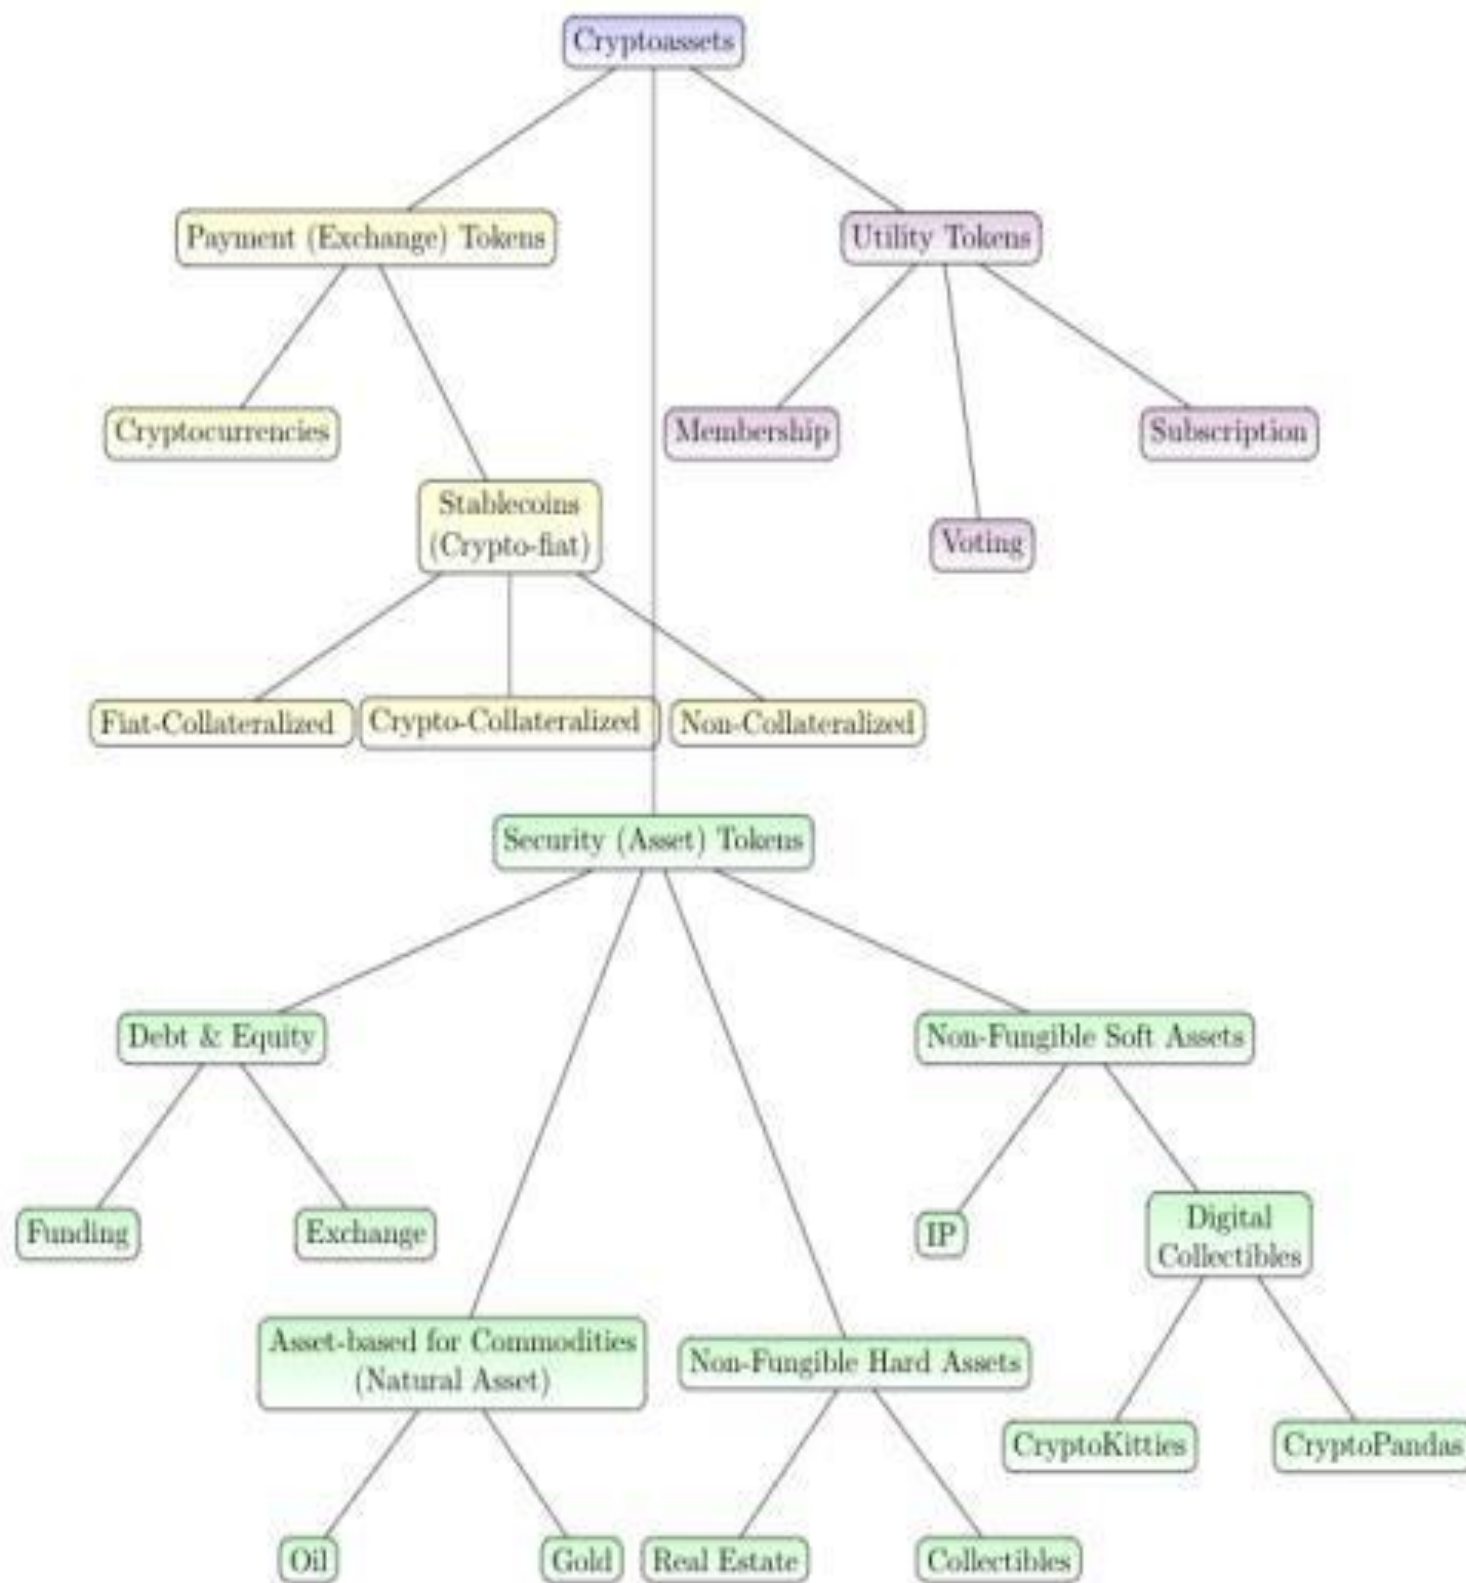 Cryptoassets
Payment (Exchange) Tokens
Utility Tokens
Cryptocurrencies
Membership
Subscription
Stablecoins
(Crypto-fiat)
Voting
Fiat-Collateralized
Crypto-Collateralized
Non-Collateralized
Security (Asset) Tokens
Debt & Equity
Non-Fungible Soft Assets
Funding
Exchange
IP
Digital
Collectibles
Asset-based for Commodities
(Natural Asset)
Non-Fungible Hard Assets
CryptoKitties
CryptoPandas
Oil
Gold
Real Estate
Collectibles